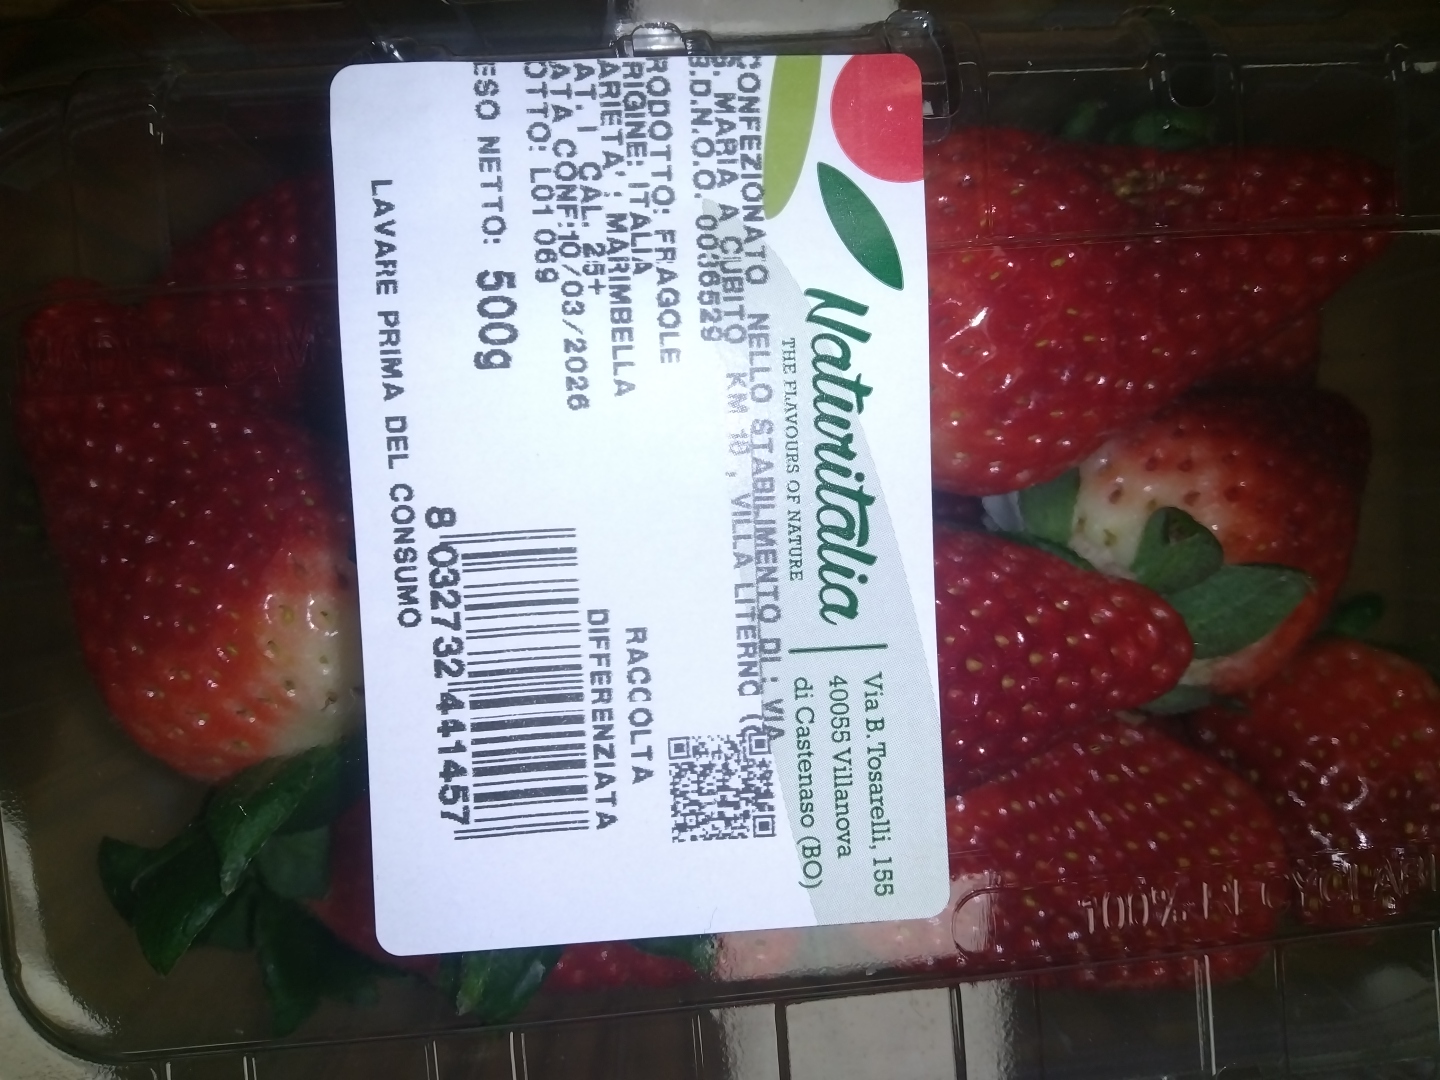 Naturitalia
THE FLAVOURS OF NATURE
Via B. Tosarelli, 155
40055 Villanova
di Castenaso (BO)
CONFEZIONATO NELLO STABILIMENTO DI: VIA
S. MARIA A CUBITO KM 18, VILLA LITERNO (C
B.D.N.O.O. 0036529
RODOTTO: FRAGOLE
RIGINE: ITALIA
ARIETA': MARIMBELLA
AT. I CAL: 25+
ATA CONF:10/03/2026
OTTO: L01 069
ESO NETTO: 500g
RACCOLTA
DIFFERENZIATA
8 032732 441457
LAVARE PRIMA DEL CONSUMO
100% RECYCLAB